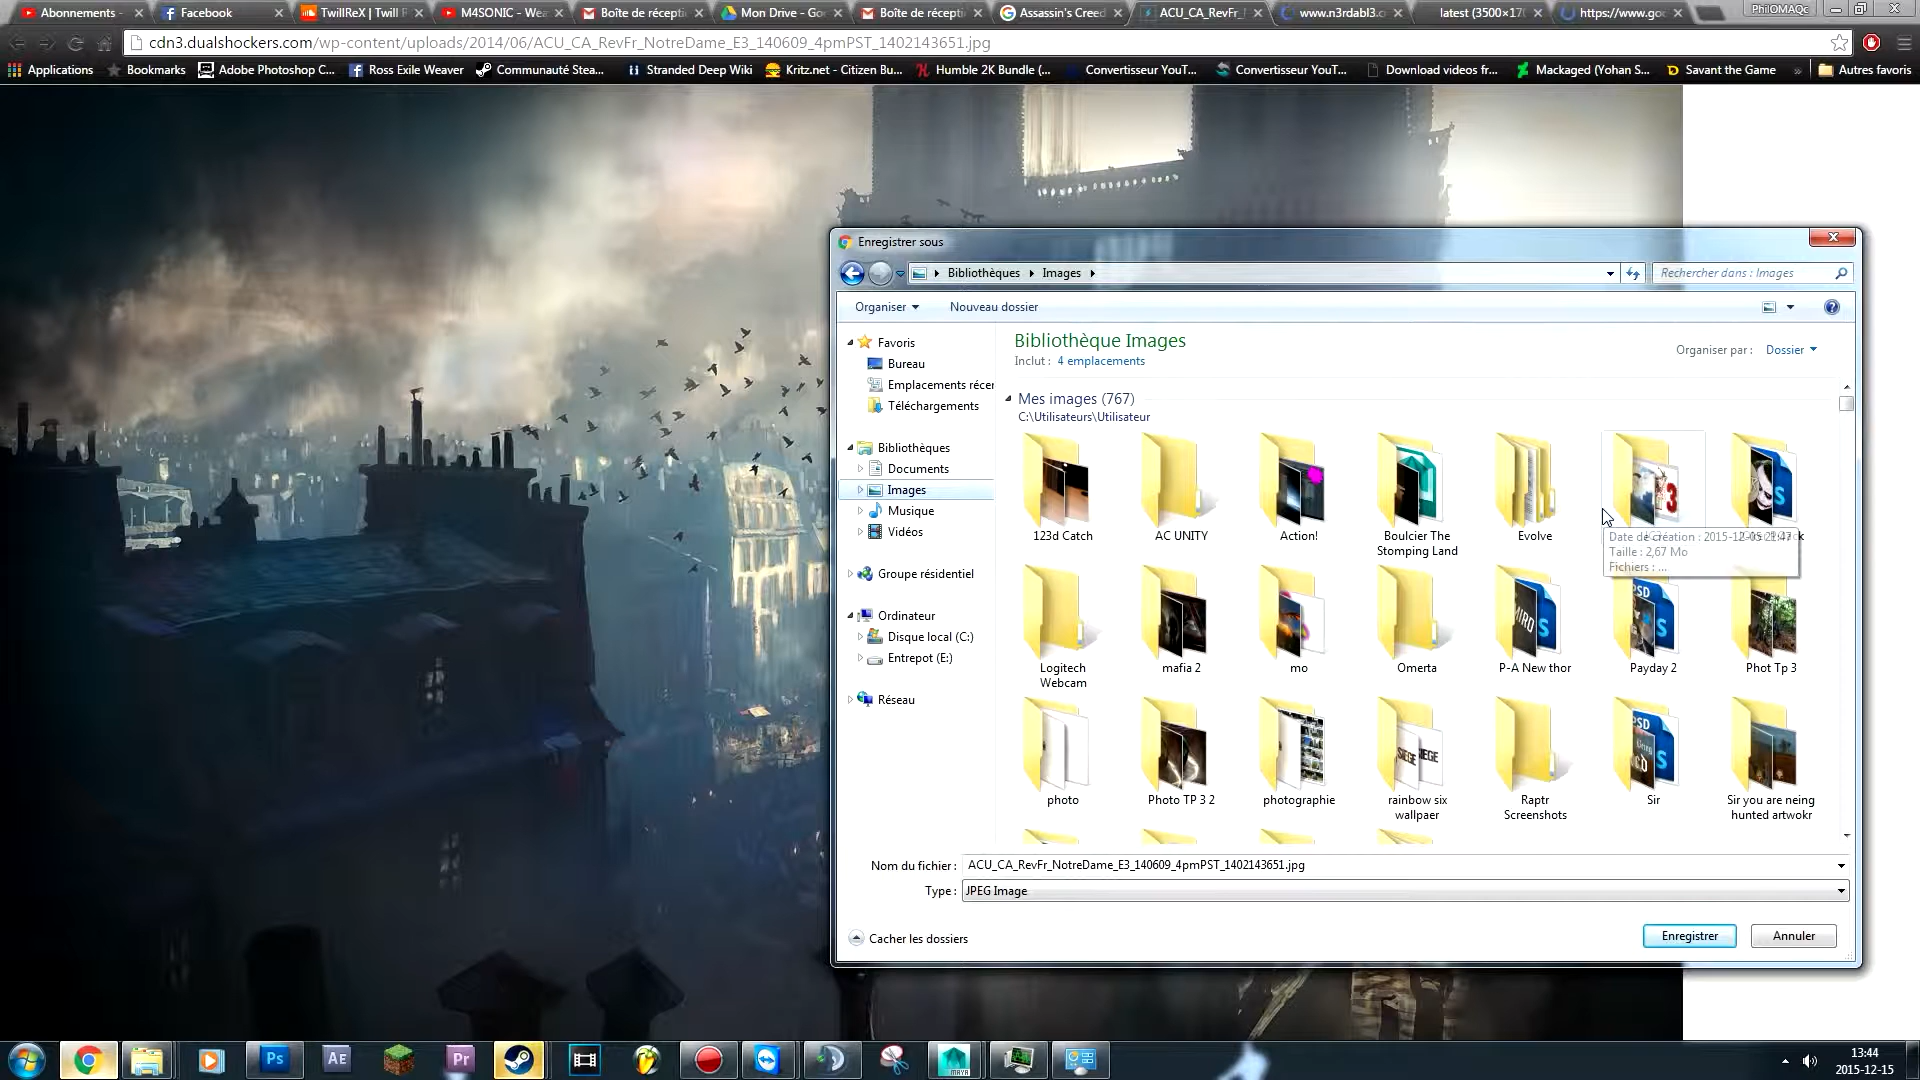 Abonnements -
Facebook
TwillReX | Twill R
M4SONIC - Wea
Boîte de récepti
Mon Drive - Go
Boîte de récepti
Assassin's Creed
ACU_CA_RevFr_
www.n3rdabl3.c
latest (3500×17
https://www.goo
PhilOMAQc
cdn3.dualshockers.com/wp-content/uploads/2014/06/ACU_CA_RevFr_NotreDame_E3_140609_4pmPST_1402143651.jpg
Applications
Bookmarks
Adobe Photoshop C...
Ross Exile Weaver
Communauté Stea...
Stranded Deep Wiki
Kritz.net - Citizen Bu...
Humble 2K Bundle (...
Convertisseur YouT...
Convertisseur YouT...
Download videos fr...
Mackaged (Yohan S...
Savant the Game
»
Autres favoris
Enregistrer sous
Bibliothèques
Images
Rechercher dans : Images
Organiser
Nouveau dossier
Favoris
Bureau
Emplacements récer
Téléchargements
Bibliothèques
Documents
Images
Musique
Vidéos
Groupe résidentiel
Ordinateur
Disque local (C:)
Entrepot (E:)
Réseau
Bibliothèque Images
Inclut : 4 emplacements
Organiser par : Dossier
Mes images (767)
C:\Utilisateurs\Utilisateur
123d Catch
AC UNITY
Action!
Boulcier The
Stomping Land
Evolve
Date de création : 2015-12-05 21:47
Taille : 2,67 Mo
Fichiers : ...
Logitech
Webcam
mafia 2
mo
Omerta
P-A New thor
Payday 2
Phot Tp 3
photo
Photo TP 3 2
photographie
rainbow six
wallpaer
Raptr
Screenshots
Sir
Sir you are neing
hunted artwokr
Nom du fichier : ACU_CA_RevFr_NotreDame_E3_140609_4pmPST_1402143651.jpg
Type : JPEG Image
Cacher les dossiers
Enregistrer
Annuler
Ps
Ae
Pr
MAYA
13:44
2015-12-15